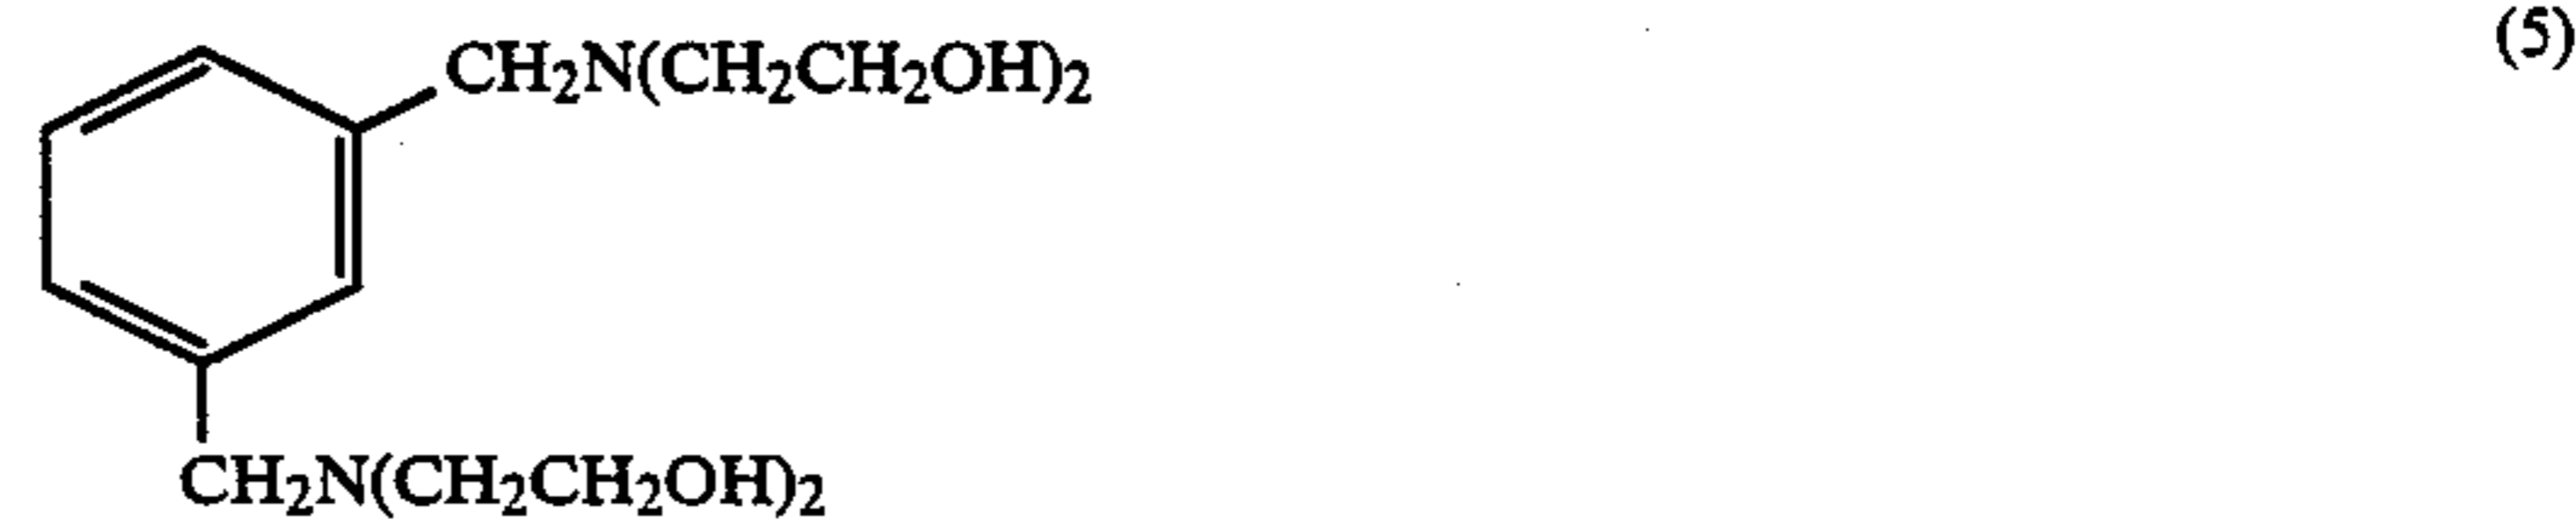 CH₂N(CH₂CH₂OH)₂ (5)
CH₂N(CH₂CH₂OH)₂